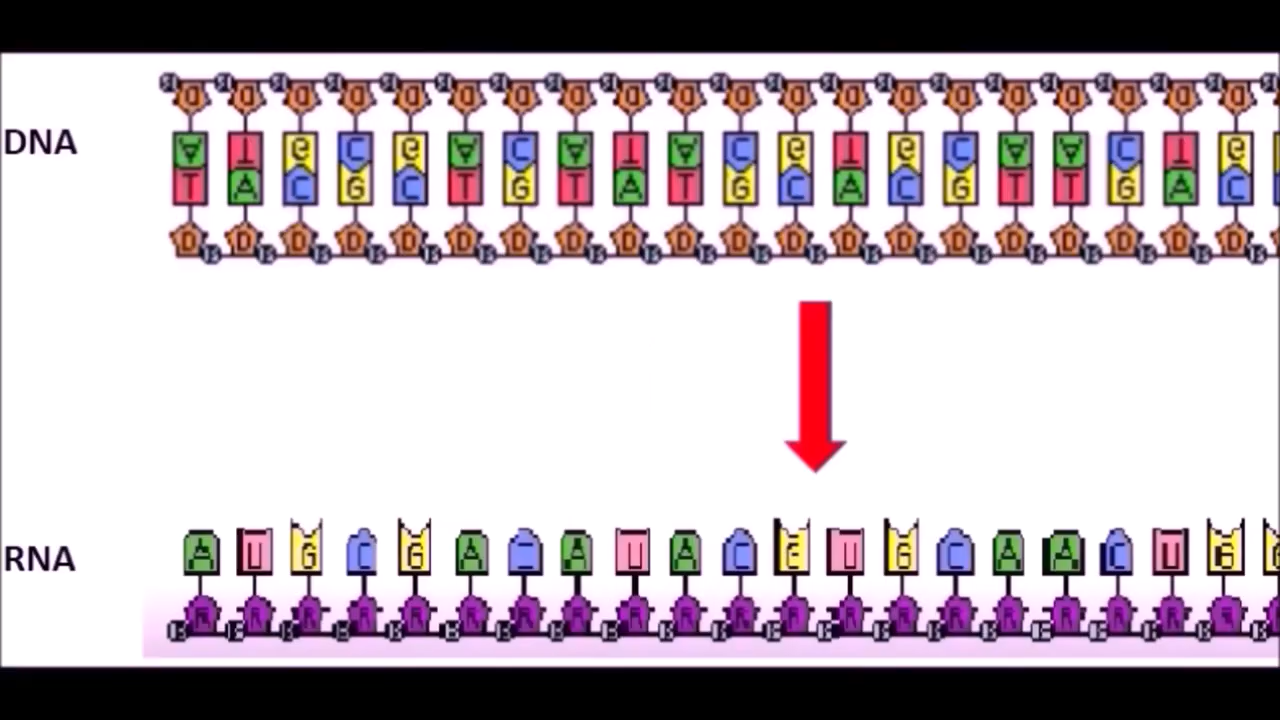 D D D D D D D D D D D D D D D D D D D D
DNA A T G C G A C A T A C G T G C A A C T G
T A C G C T G T A T G C A C G T T G A C
D D D D D D D D D D D D D D D D D D D D
RNA A U G C G A C A U A C G U G C A A C U G
R R R R R R R R R R R R R R R R R R R R